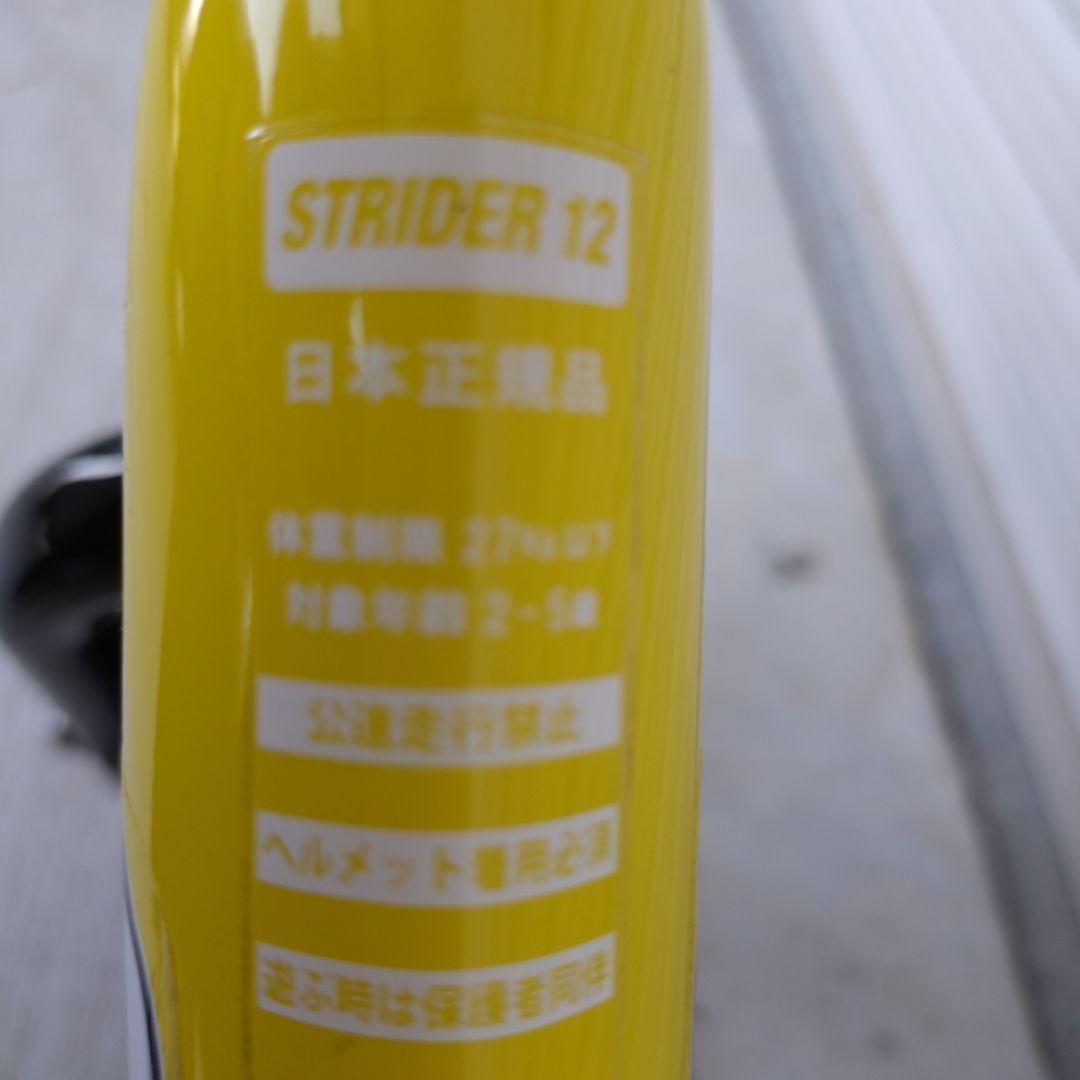 STRIDER 12
日本正規品
体重制限 27kg以下
対象年齢 2-5歳
公道走行禁止
ヘルメット着用必須
遊ぶ時は保護者同伴